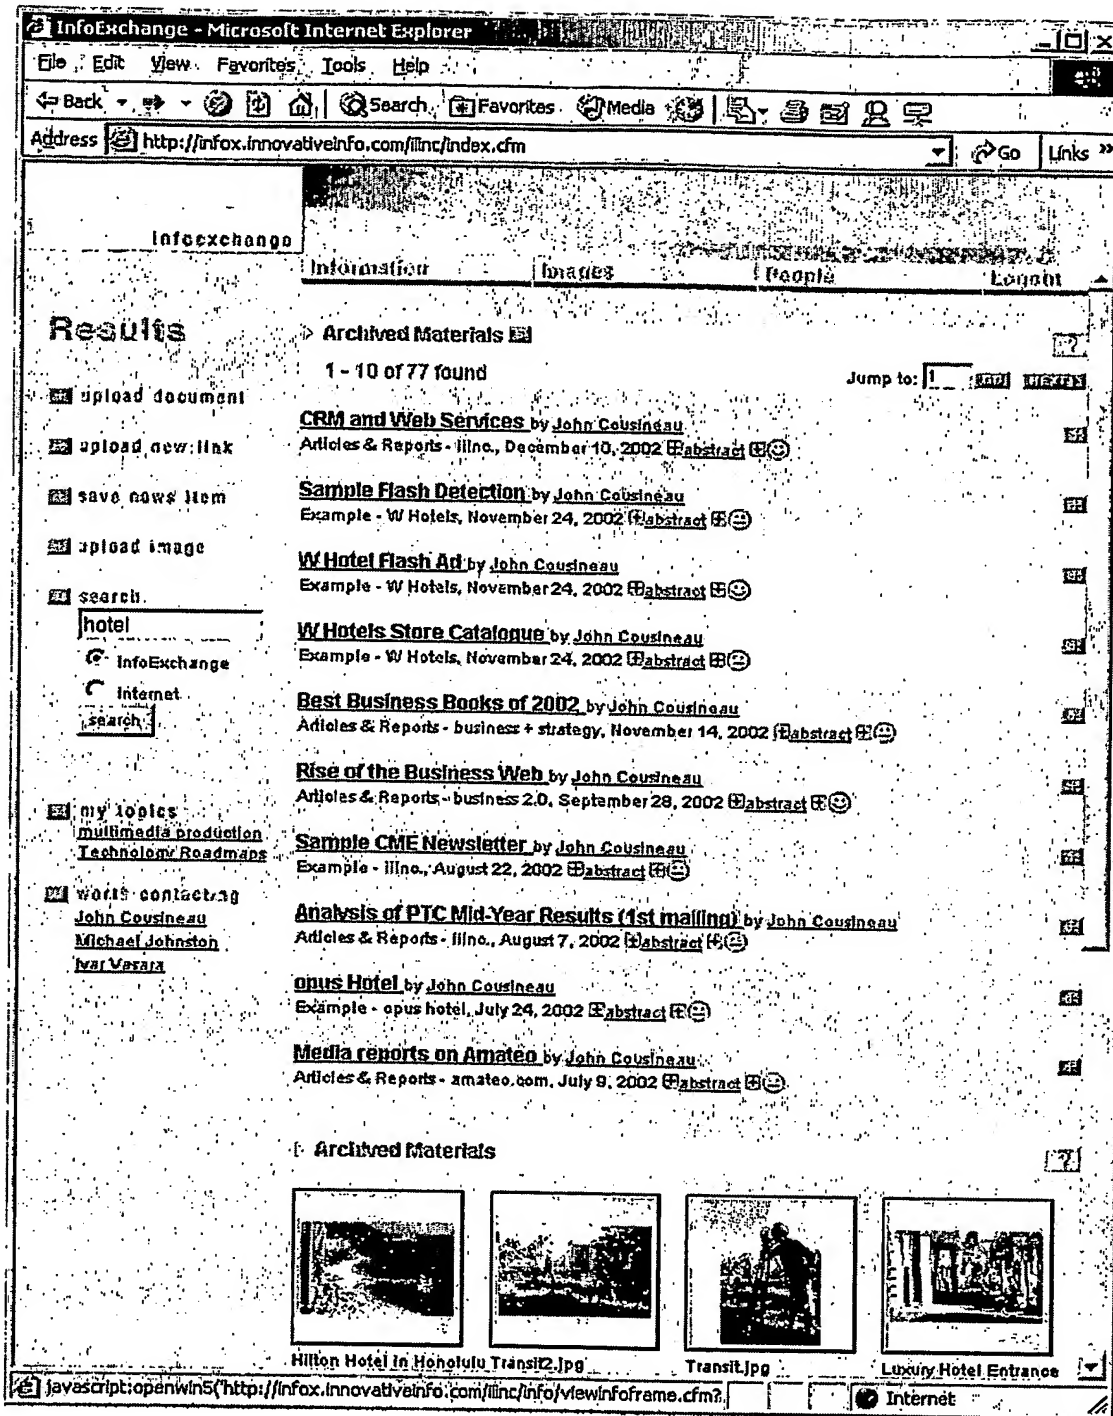 InfoExchange - Microsoft Internet Explorer
File Edit View Favorites Tools Help
Back Search Favorites Media
Address http://infox.innovativeinfo.com/iilnc/index.cfm Go Links »
Infoexchange
Information Images People Logout
Results
Archived Materials
?
1 - 10 of 77 found
Jump to: 1
upload document
upload new link
save news item
upload image
search
hotel
InfoExchange
Internet
search
my topics
multimedia production
Technology Roadmaps
worth contacting
John Cousineau
Michael Johnston
Ivar Vasara
CRM and Web Services by John Cousineau
Articles & Reports - iilnc., December 10, 2002 abstract
Sample Flash Detection by John Cousineau
Example - W Hotels, November 24, 2002 abstract
W Hotel Flash Ad by John Cousineau
Example - W Hotels, November 24, 2002 abstract
W Hotels Store Catalogue by John Cousineau
Example - W Hotels, November 24, 2002 abstract
Best Business Books of 2002 by John Cousineau
Articles & Reports - business + strategy, November 14, 2002 abstract
Rise of the Business Web by John Cousineau
Articles & Reports - business 2.0, September 28, 2002 abstract
Sample CME Newsletter by John Cousineau
Example - iilnc., August 22, 2002 abstract
Analysis of PTC Mid-Year Results (1st mailing) by John Cousineau
Articles & Reports - iilnc., August 7, 2002 abstract
opus Hotel by John Cousineau
Example - opus hotel, July 24, 2002 abstract
Media reports on Amateo by John Cousineau
Articles & Reports - amateo.com, July 9, 2002 abstract
Archived Materials
?
Hilton Hotel in Honolulu Transit2.jpg Transit.jpg Luxury Hotel Entrance
javascript:openwin5('http://infox.innovativeinfo.com/iilnc/info/viewinfoframe.cfm? Internet